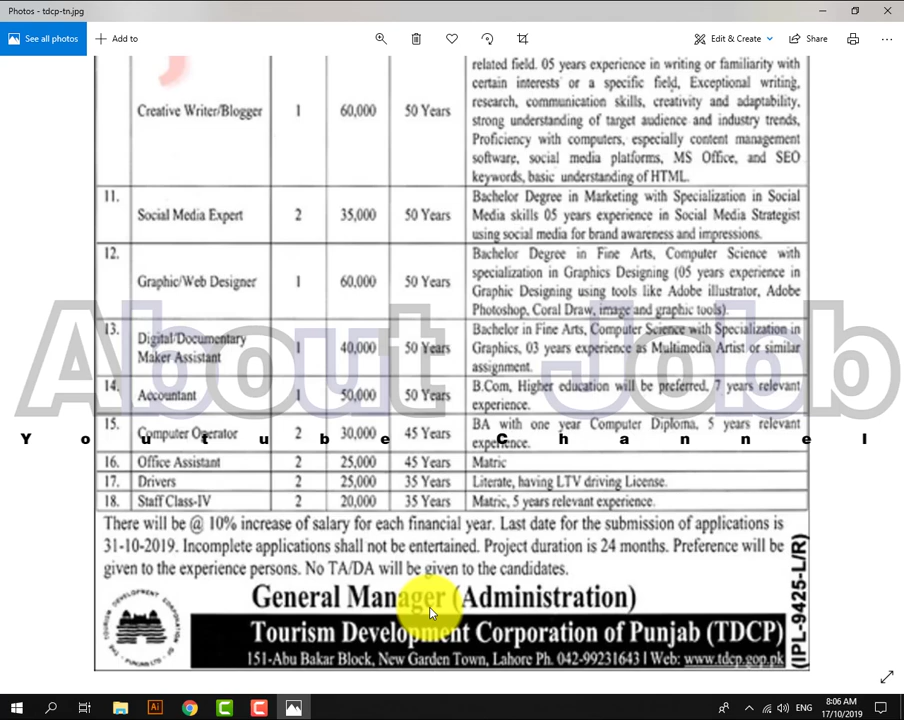 Photos - tdcp-tn.jpg
See all photos
Add to
Edit & Create
Share
related field. 05 years experience in writing or familiarity with
certain interests or a specific field, Exceptional writing,
Creative Writer/Blogger 1 60,000 50 Years research, communication skills, creativity and adaptability,
strong understanding of target audience and industry trends,
Proficiency with computers, especially content management
software, social media platforms, MS Office, and SEO
keywords, basic understanding of HTML.
11. Bachelor Degree in Marketing with Specialization in Social
Social Media Expert 2 35,000 50 Years Media skills 05 years experience in Social Media Strategist
using social media for brand awareness and impressions.
12. Bachelor Degree in Fine Arts, Computer Science with
specialization in Graphics Designing (05 years experience in
Graphic/Web Designer 1 60,000 50 Years Graphic Designing using tools like Adobe illustrator, Adobe
Photoshop, Coral Draw, image and graphic tools).
13. Bachelor in Fine Arts, Computer Science with Specialization in
Digital/Documentary Maker Assistant 1 40,000 50 Years Graphics, 03 years experience as Multimedia Artist or similar
assignment.
14. Accountant 1 50,000 50 Years B.Com, Higher education will be preferred, 7 years relevant
experience.
15. Computer Operator 2 30,000 45 Years BA with one year Computer Diploma, 5 years relevant
experience.
16. Office Assistant 2 25,000 45 Years Matric
17. Drivers 2 25,000 35 Years Literate, having LTV driving License.
18. Staff Class-IV 2 20,000 35 Years Matric, 5 years relevant experience.
About Jobb
Youtube Channel
There will be @ 10% increase of salary for each financial year. Last date for the submission of applications is
31-10-2019. Incomplete applications shall not be entertained. Project duration is 24 months. Preference will be
given to the experience persons. No TA/DA will be given to the candidates.
General Manager (Administration)
Tourism Development Corporation of Punjab (TDCP)
151-Abu Bakar Block, New Garden Town, Lahore Ph. 042-99231643 I Web: www.tdcp.gop.pk
(IPL-9425-L/R)
ENG
8:06 AM
17/10/2019